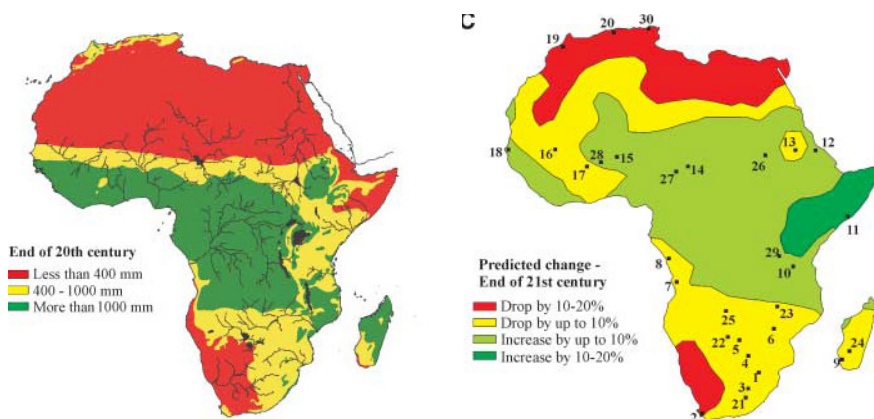 End of 20th century
Less than 400 mm
400 - 1000 mm
More than 1000 mm
C
30
20
19
18
16
28
15
17
27
14
26
13
12
11
29
10
8
7
23
25
6
22
5
24
9
4
1
3
21
2
Predicted change -
End of 21st century
Drop by 10-20%
Drop by up to 10%
Increase by up to 10%
Increase by 10-20%